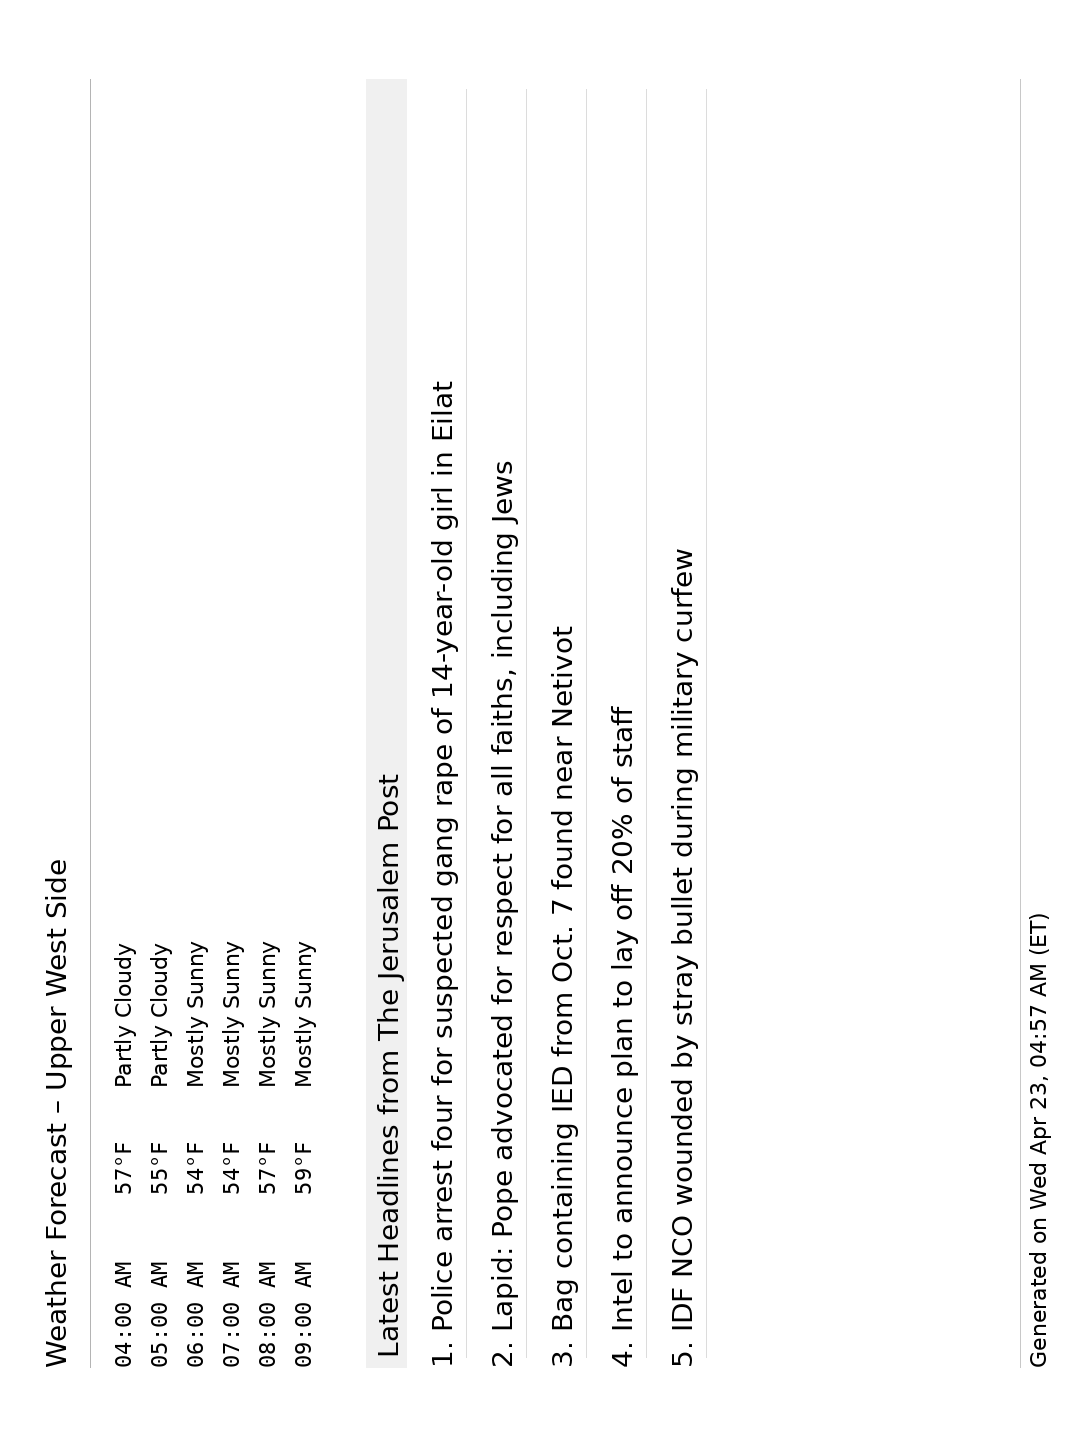 Weather Forecast – Upper West Side
04:00 AM 57°F Partly Cloudy
05:00 AM 55°F Partly Cloudy
06:00 AM 54°F Mostly Sunny
07:00 AM 54°F Mostly Sunny
08:00 AM 57°F Mostly Sunny
09:00 AM 59°F Mostly Sunny
Latest Headlines from The Jerusalem Post
1. Police arrest four for suspected gang rape of 14-year-old girl in Eilat
2. Lapid: Pope advocated for respect for all faiths, including Jews
3. Bag containing IED from Oct. 7 found near Netivot
4. Intel to announce plan to lay off 20% of staff
5. IDF NCO wounded by stray bullet during military curfew
Generated on Wed Apr 23, 04:57 AM (ET)